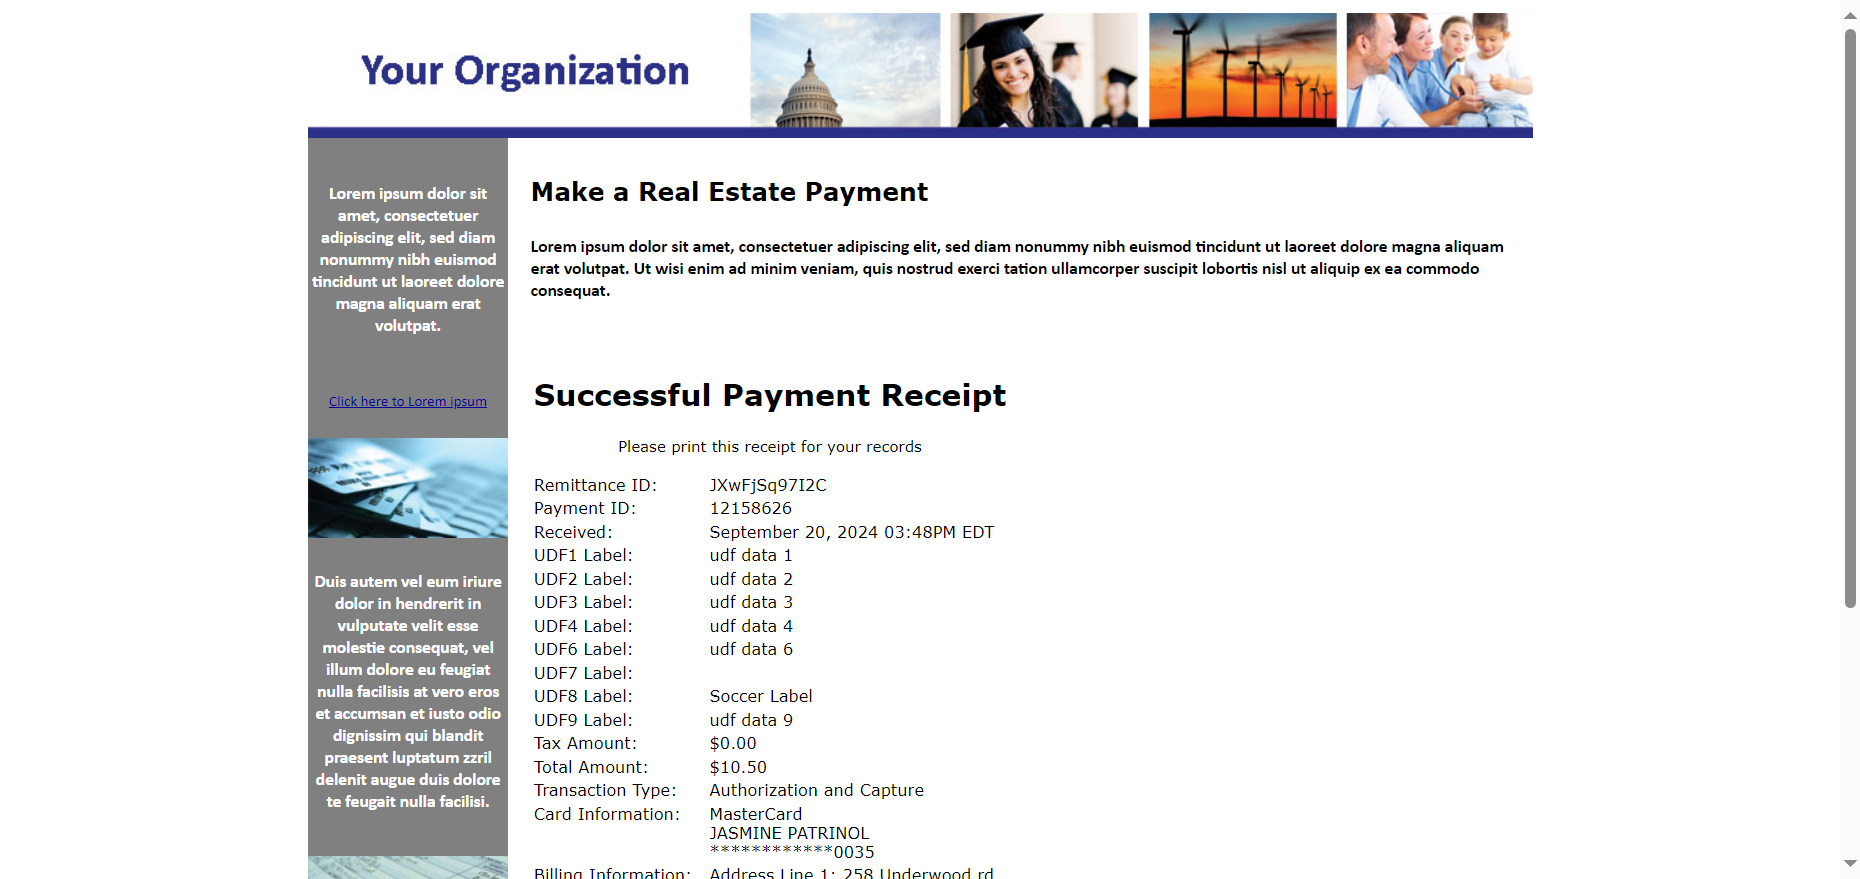 Your Organization
Lorem ipsum dolor sit
amet, consectetuer
adipiscing elit, sed diam
nonummy nibh euismod
tincidunt ut laoreet dolore
magna aliquam erat
volutpat.
Click here to Lorem ipsum
Duis autem vel eum iriure
dolor in hendrerit in
vulputate velit esse
molestie consequat, vel
illum dolore eu feugiat
nulla facilisis at vero eros
et accumsan et iusto odio
dignissim qui blandit
praesent luptatum zzril
delenit augue duis dolore
te feugait nulla facilisi.
Make a Real Estate Payment
Lorem ipsum dolor sit amet, consectetuer adipiscing elit, sed diam nonummy nibh euismod tincidunt ut laoreet dolore magna aliquam
erat volutpat. Ut wisi enim ad minim veniam, quis nostrud exerci tation ullamcorper suscipit lobortis nisl ut aliquip ex ea commodo
consequat.
Successful Payment Receipt
Please print this receipt for your records
Remittance ID: JXwFjSq97I2C
Payment ID: 12158626
Received: September 20, 2024 03:48PM EDT
UDF1 Label: udf data 1
UDF2 Label: udf data 2
UDF3 Label: udf data 3
UDF4 Label: udf data 4
UDF6 Label: udf data 6
UDF7 Label:
UDF8 Label: Soccer Label
UDF9 Label: udf data 9
Tax Amount: $0.00
Total Amount: $10.50
Transaction Type: Authorization and Capture
Card Information: MasterCard
JASMINE PATRINOL
************0035
Billing Information: Address Line 1: 258 Underwood rd